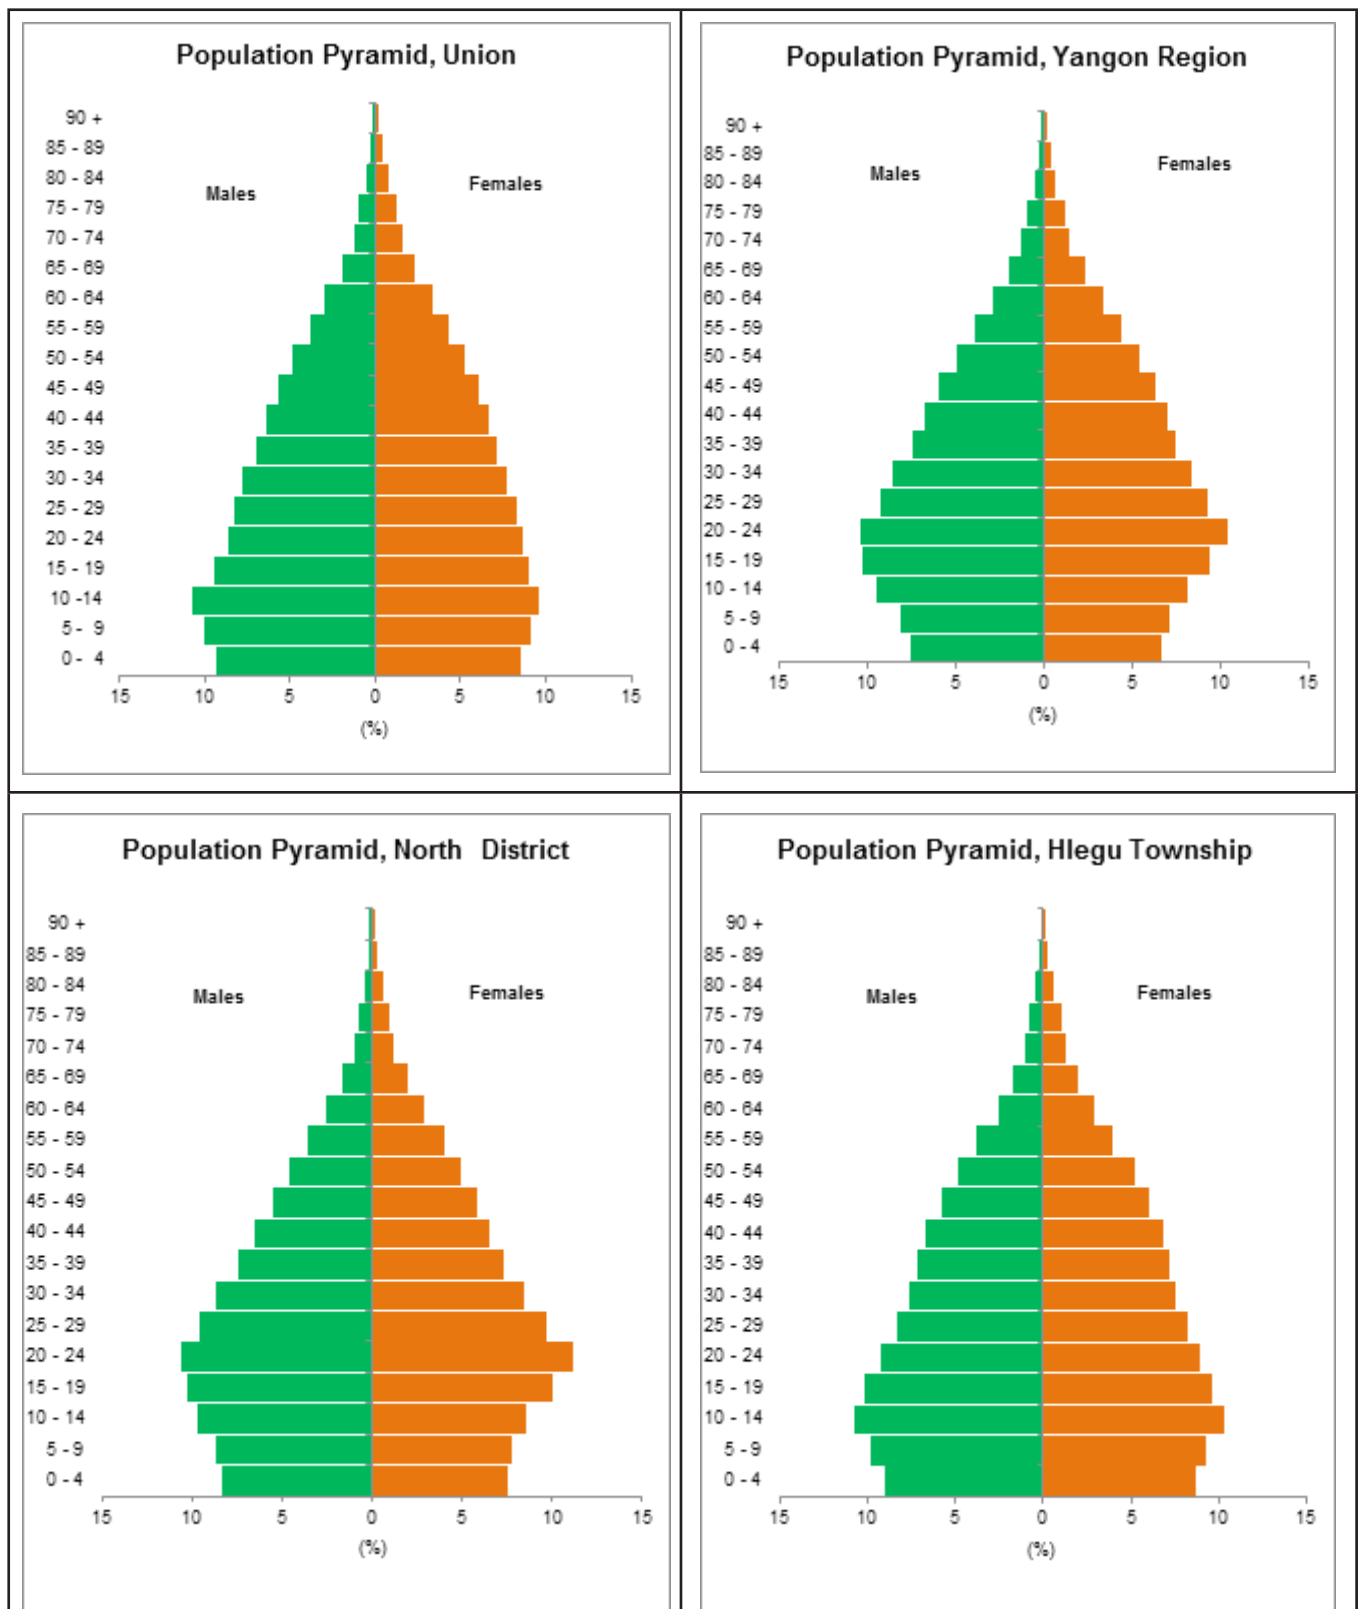 Population Pyramid, Union
90 +
85 - 89
80 - 84
75 - 79
70 - 74
65 - 69
60 - 64
55 - 59
50 - 54
45 - 49
40 - 44
35 - 39
30 - 34
25 - 29
20 - 24
15 - 19
10 -14
5 - 9
0 - 4
Males
Females
15 10 5 0 5 10 15
(%)
Population Pyramid, Yangon Region
90 +
85 - 89
80 - 84
75 - 79
70 - 74
65 - 69
60 - 64
55 - 59
50 - 54
45 - 49
40 - 44
35 - 39
30 - 34
25 - 29
20 - 24
15 - 19
10 - 14
5 - 9
0 - 4
Males
Females
15 10 5 0 5 10 15
(%)
Population Pyramid, North District
90 +
85 - 89
80 - 84
75 - 79
70 - 74
65 - 69
60 - 64
55 - 59
50 - 54
45 - 49
40 - 44
35 - 39
30 - 34
25 - 29
20 - 24
15 - 19
10 - 14
5 - 9
0 - 4
Males
Females
15 10 5 0 5 10 15
(%)
Population Pyramid, Hlegu Township
90 +
85 - 89
80 - 84
75 - 79
70 - 74
65 - 69
60 - 64
55 - 59
50 - 54
45 - 49
40 - 44
35 - 39
30 - 34
25 - 29
20 - 24
15 - 19
10 - 14
5 - 9
0 - 4
Males
Females
15 10 5 0 5 10 15
(%)